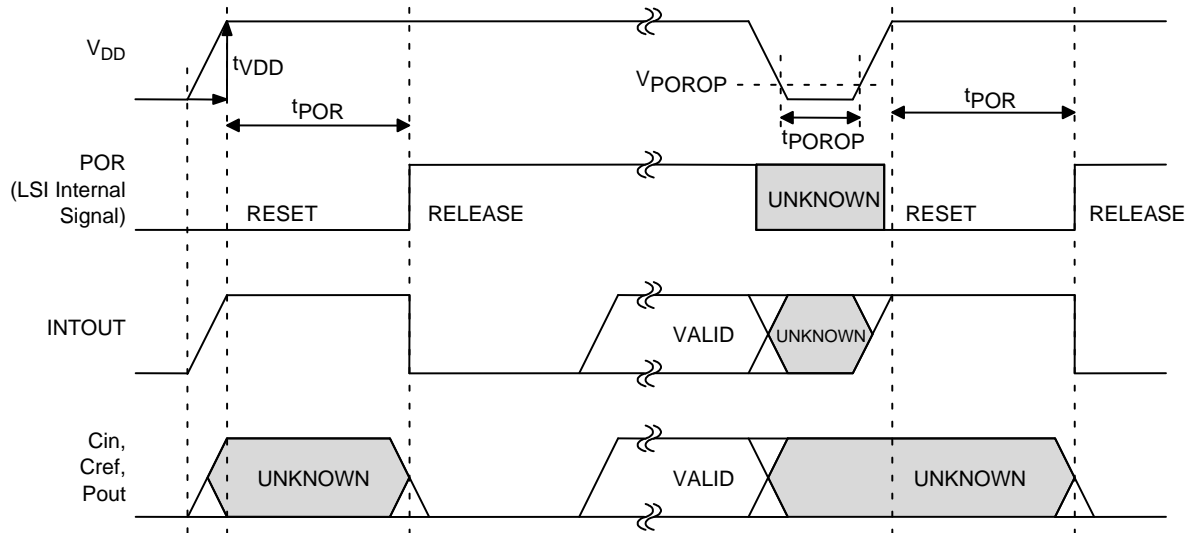 VDD
tVDD
tPOR
VPOROP
tPOROP
tPOR
POR
(LSI Internal
Signal)
RESET
RELEASE
UNKNOWN
RESET
RELEASE
INTOUT
VALID
UNKNOWN
Cin,
Cref,
Pout
UNKNOWN
VALID
UNKNOWN